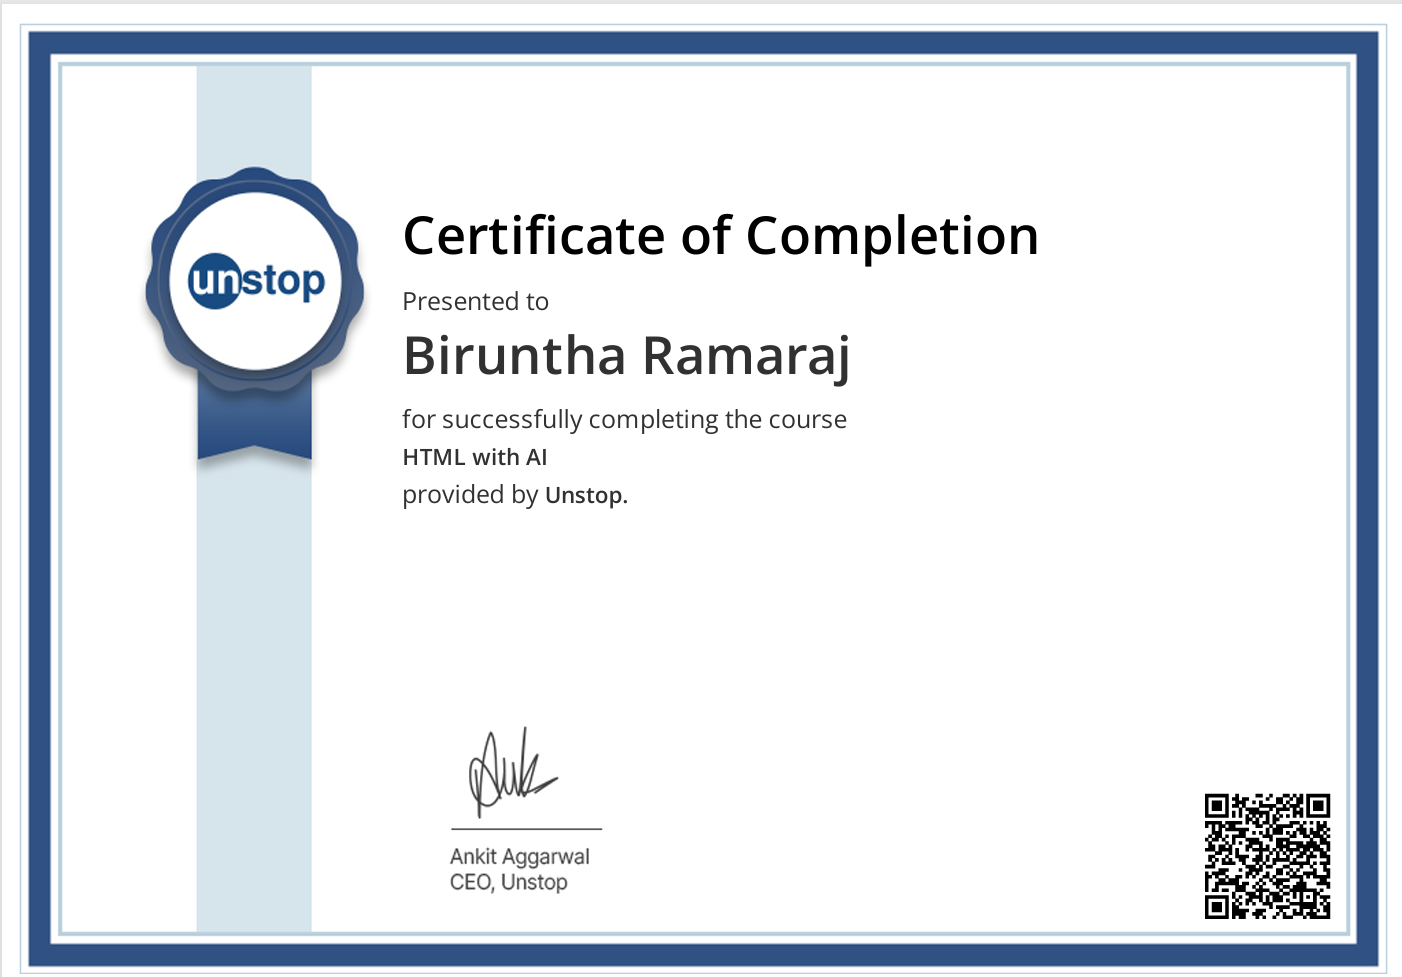 unstop
Certificate of Completion
Presented to
Biruntha Ramaraj
for successfully completing the course
HTML with AI
provided by Unstop.
Ankit Aggarwal
CEO, Unstop